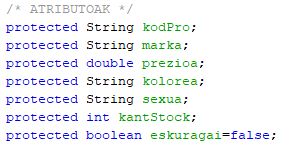 /* ATRIBUTOAK */
protected String kodPro;
protected String marka;
protected double prezioa;
protected String kolorea;
protected String sexua;
protected int kantStock;
protected boolean eskuragai=false;